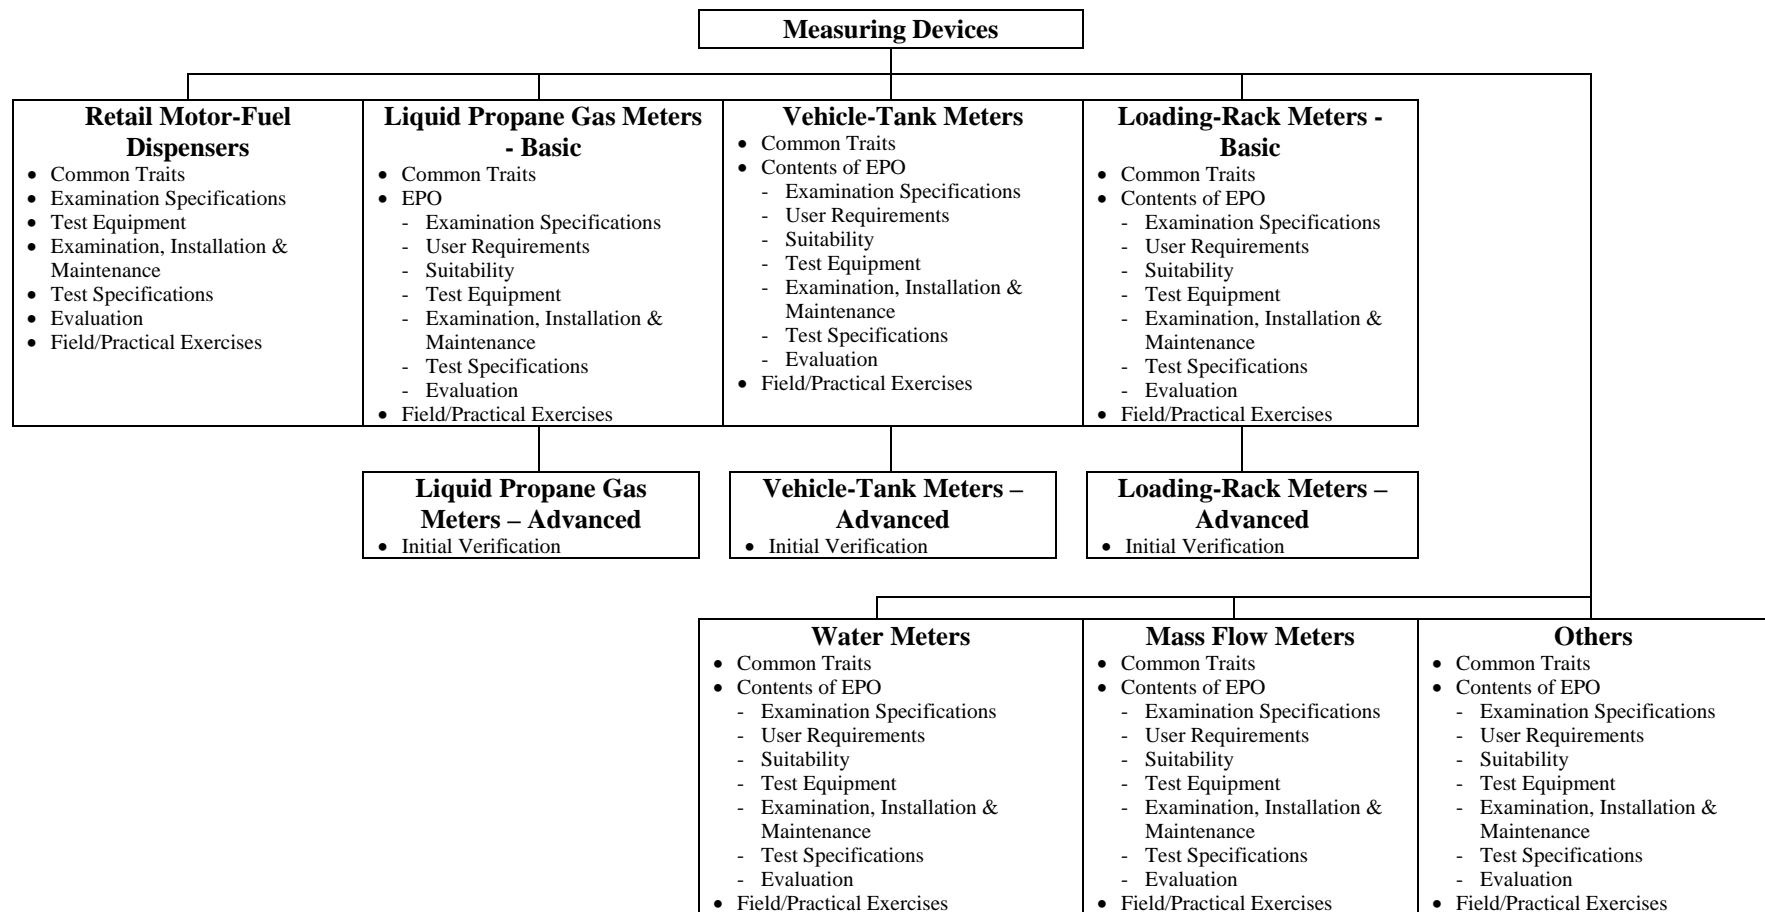 Measuring Devices
Retail Motor-Fuel
Dispensers
• Common Traits
• Examination Specifications
• Test Equipment
• Examination, Installation &
Maintenance
• Test Specifications
• Evaluation
• Field/Practical Exercises
Liquid Propane Gas Meters
- Basic
• Common Traits
• EPO
- Examination Specifications
- User Requirements
- Suitability
- Test Equipment
- Examination, Installation &
Maintenance
- Test Specifications
- Evaluation
• Field/Practical Exercises
Vehicle-Tank Meters
• Common Traits
• Contents of EPO
- Examination Specifications
- User Requirements
- Suitability
- Test Equipment
- Examination, Installation &
Maintenance
- Test Specifications
- Evaluation
• Field/Practical Exercises
Loading-Rack Meters -
Basic
• Common Traits
• Contents of EPO
- Examination Specifications
- User Requirements
- Suitability
- Test Equipment
- Examination, Installation &
Maintenance
- Test Specifications
- Evaluation
• Field/Practical Exercises
Liquid Propane Gas
Meters – Advanced
• Initial Verification
Vehicle-Tank Meters –
Advanced
• Initial Verification
Loading-Rack Meters –
Advanced
• Initial Verification
Water Meters
• Common Traits
• Contents of EPO
- Examination Specifications
- User Requirements
- Suitability
- Test Equipment
- Examination, Installation &
Maintenance
- Test Specifications
- Evaluation
• Field/Practical Exercises
Mass Flow Meters
• Common Traits
• Contents of EPO
- Examination Specifications
- User Requirements
- Suitability
- Test Equipment
- Examination, Installation &
Maintenance
- Test Specifications
- Evaluation
• Field/Practical Exercises
Others
• Common Traits
• Contents of EPO
- Examination Specifications
- User Requirements
- Suitability
- Test Equipment
- Examination, Installation &
Maintenance
- Test Specifications
- Evaluation
• Field/Practical Exercises